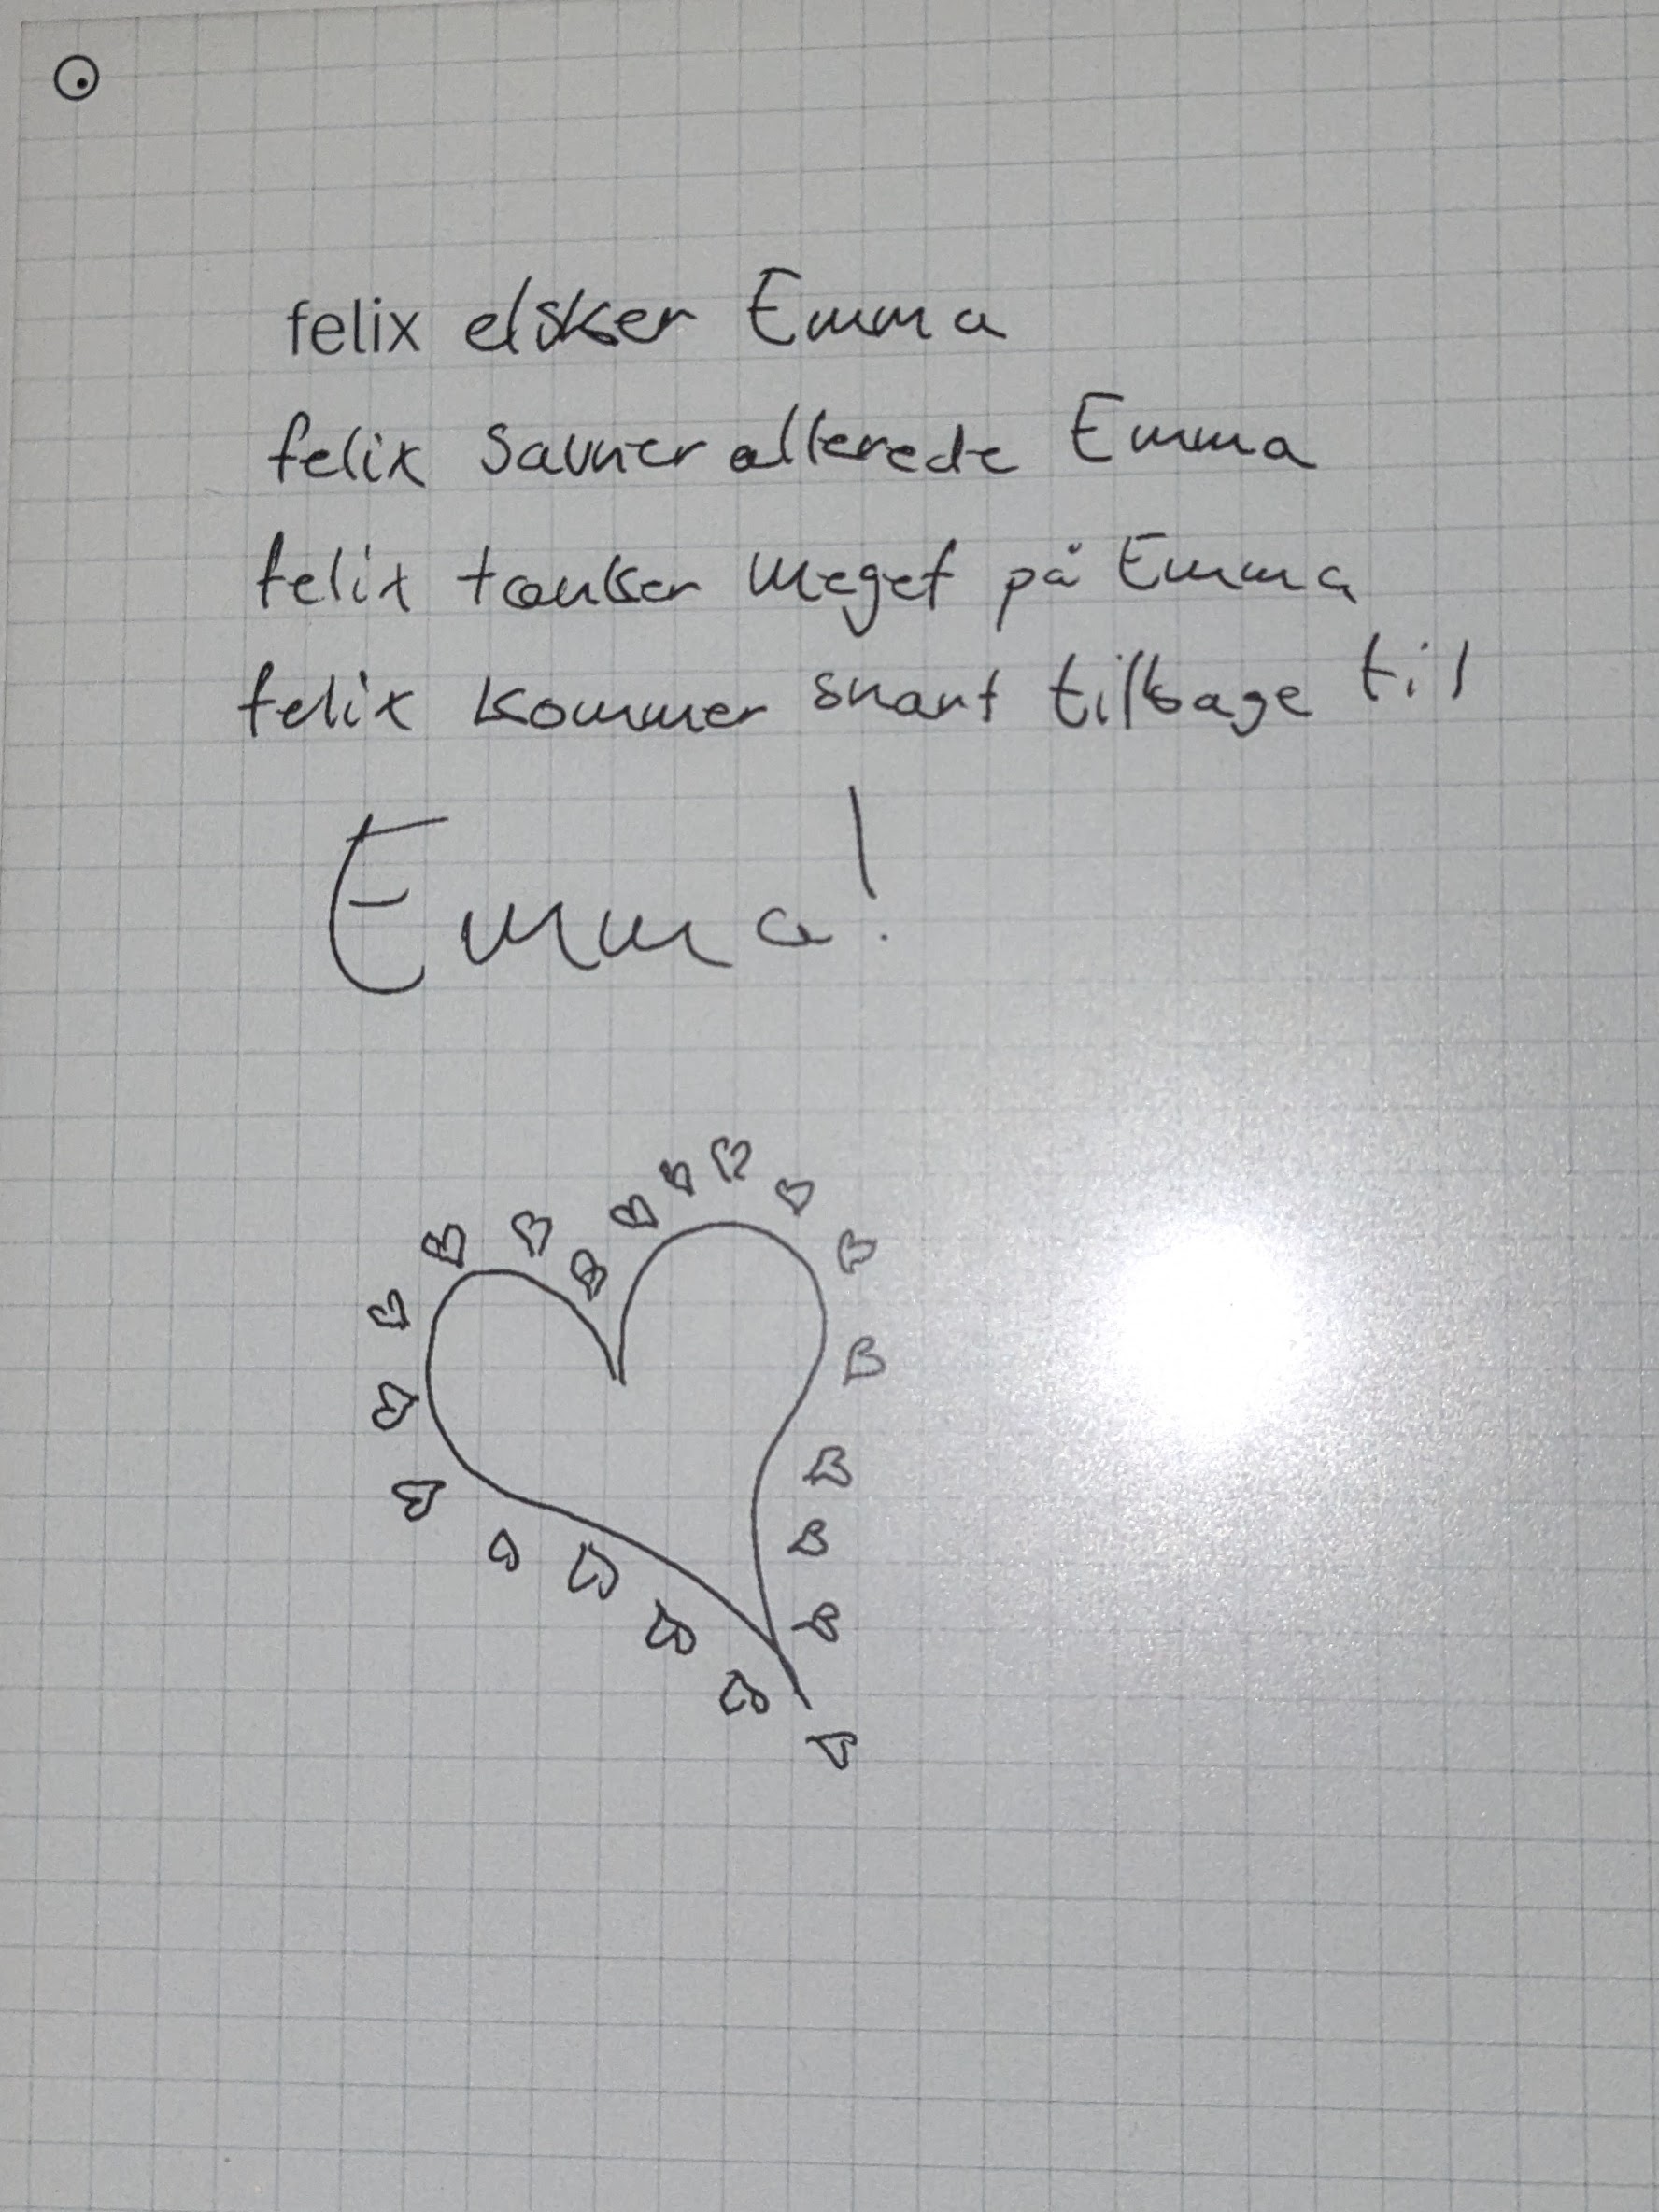 felix elsker Emma
felix savner allerede Emma
felix tænker meget på Emma
felix kommer snart tilbage til
Emma!